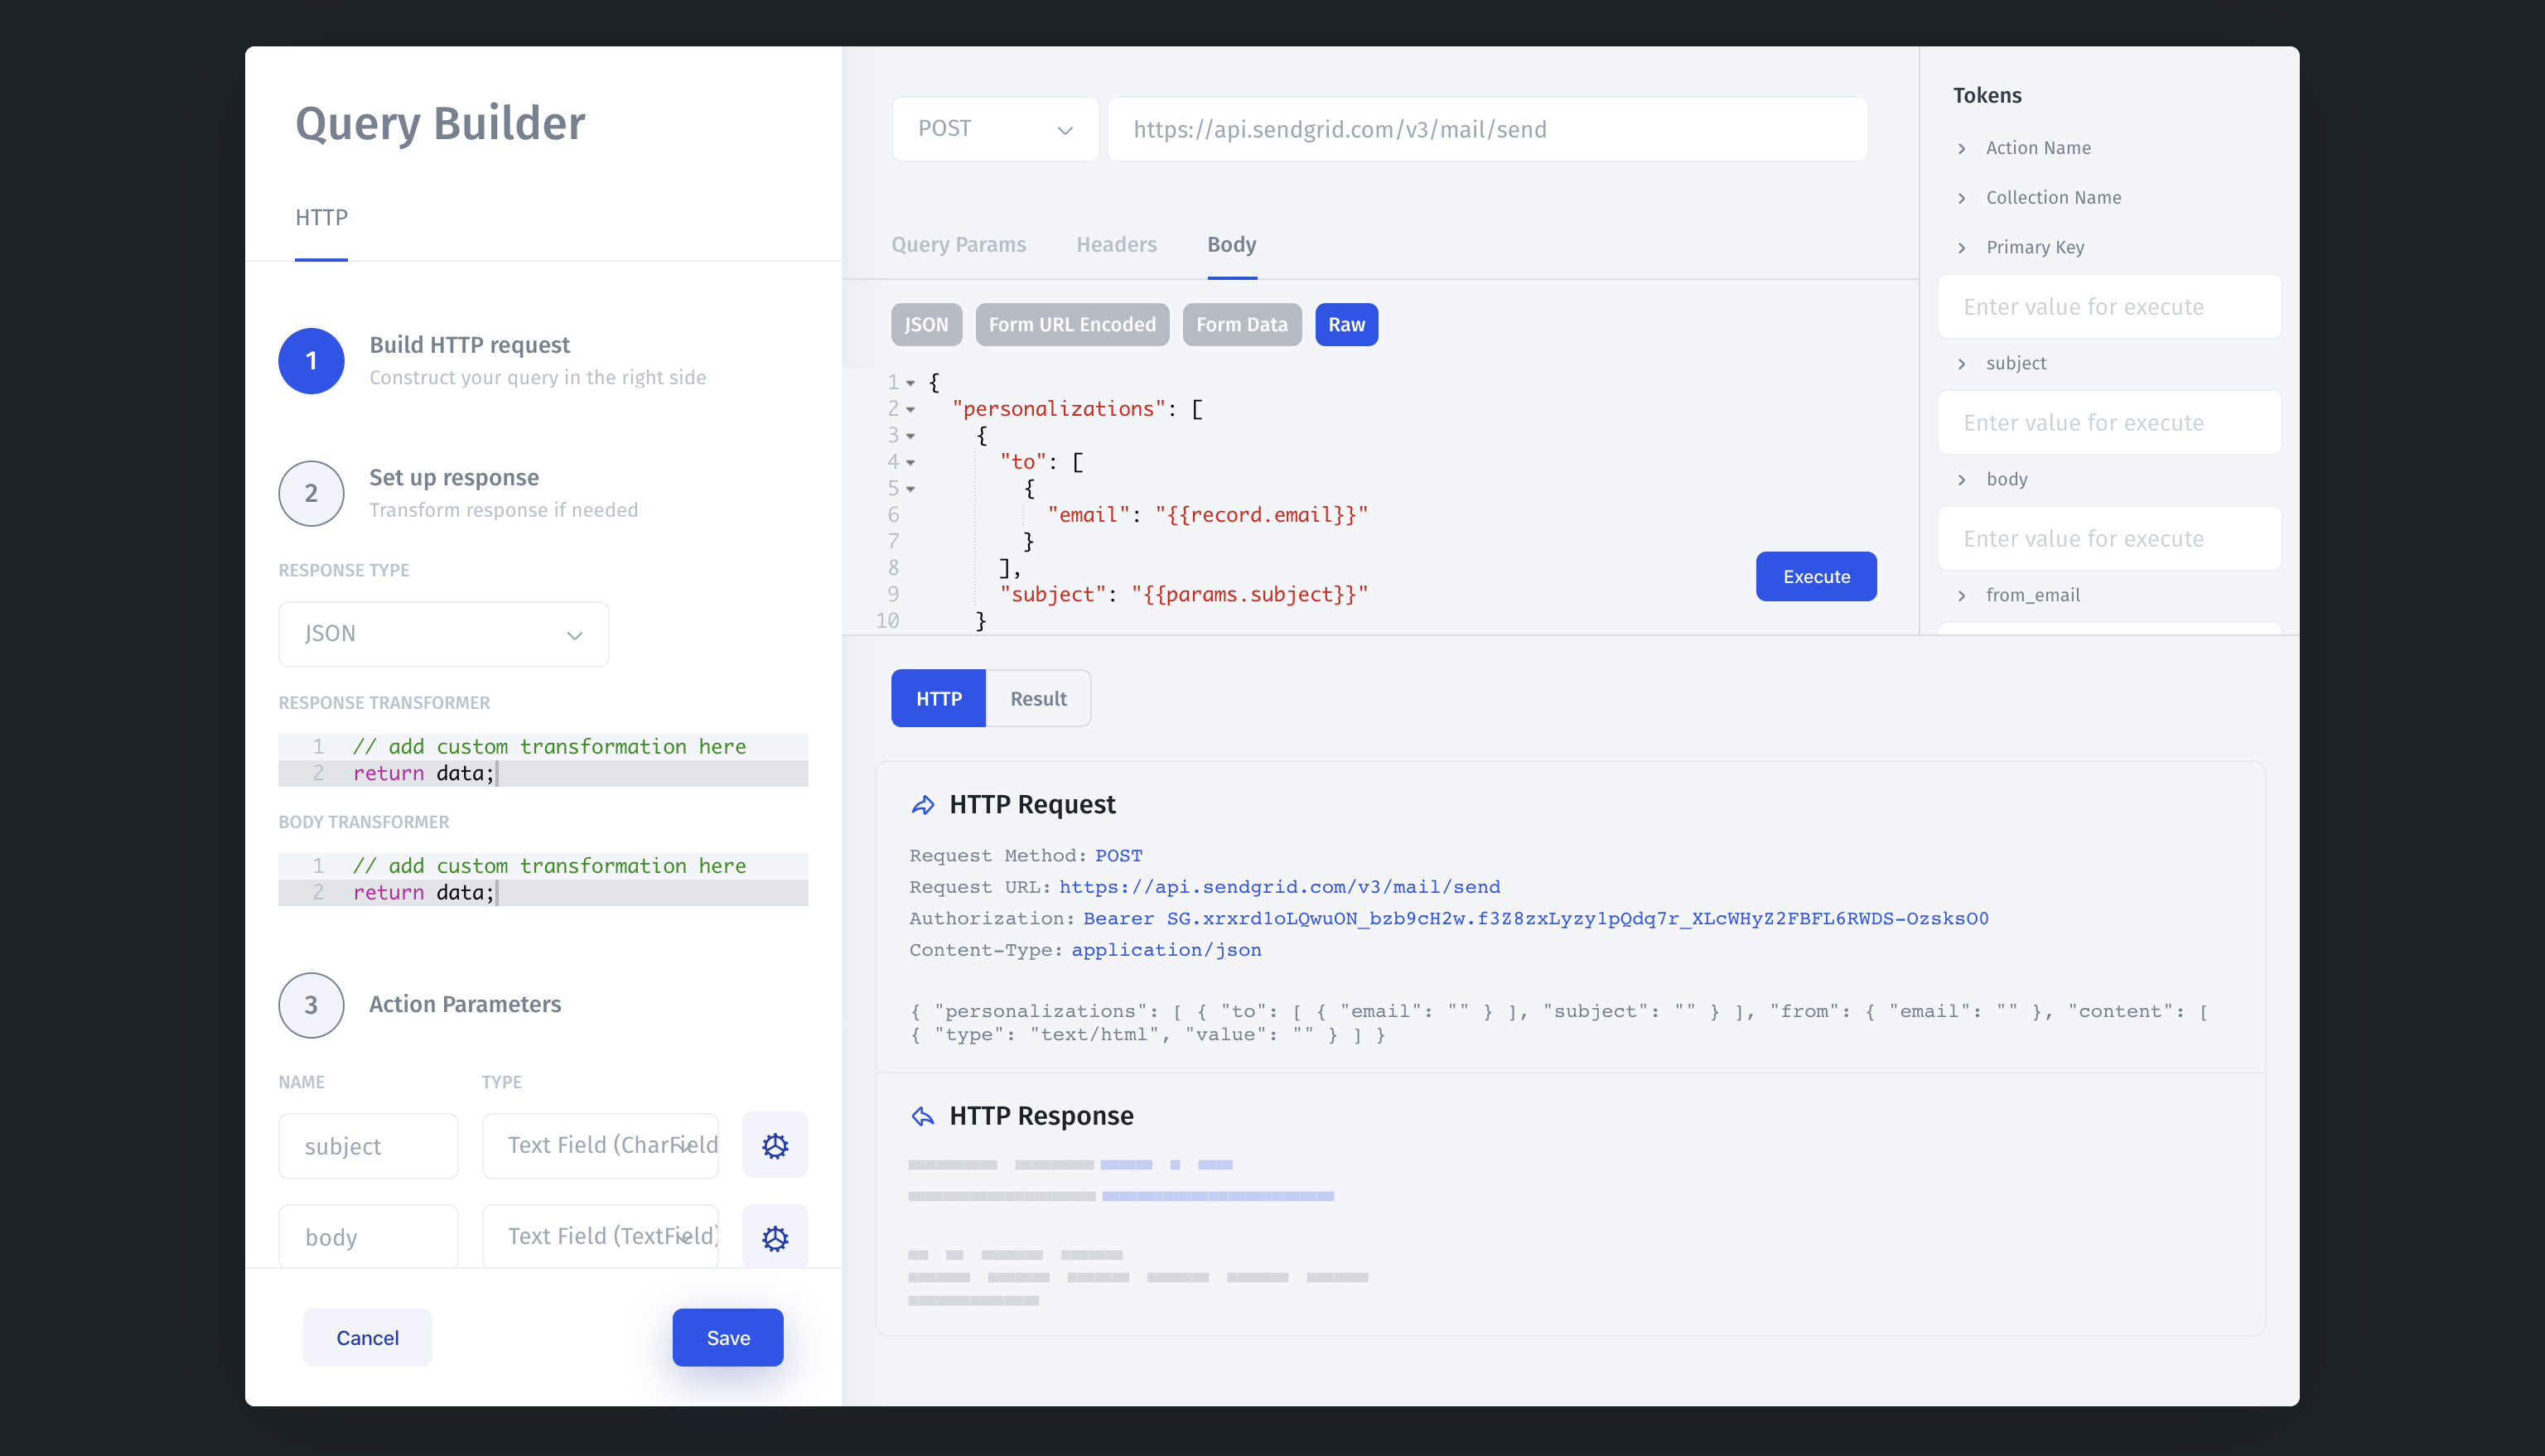 Query Builder
HTTP
1
Build HTTP request
Construct your query in the right side
2
Set up response
Transform response if needed
RESPONSE TYPE
JSON
RESPONSE TRANSFORMER
1 // add custom transformation here
2 return data;
BODY TRANSFORMER
1 // add custom transformation here
2 return data;
3
Action Parameters
NAME TYPE
subject Text Field (CharField
body Text Field (TextField)
Cancel Save
POST https://api.sendgrid.com/v3/mail/send
Query Params Headers Body
JSON Form URL Encoded Form Data Raw
1 {
2 "personalizations": [
3 {
4 "to": [
5 {
6 "email": "{{record.email}}"
7 }
8 ],
9 "subject": "{{params.subject}}"
10 }
Execute
Tokens
Action Name
Collection Name
Primary Key
Enter value for execute
subject
Enter value for execute
body
Enter value for execute
from_email
HTTP Result
HTTP Request
Request Method: POST
Request URL: https://api.sendgrid.com/v3/mail/send
Authorization: Bearer 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
Content-Type: application/json
{ "personalizations": [ { "to": [ { "email": "" } ], "subject": "" } ], "from": { "email": "" }, "content": [
{ "type": "text/html", "value": "" } ] }
HTTP Response